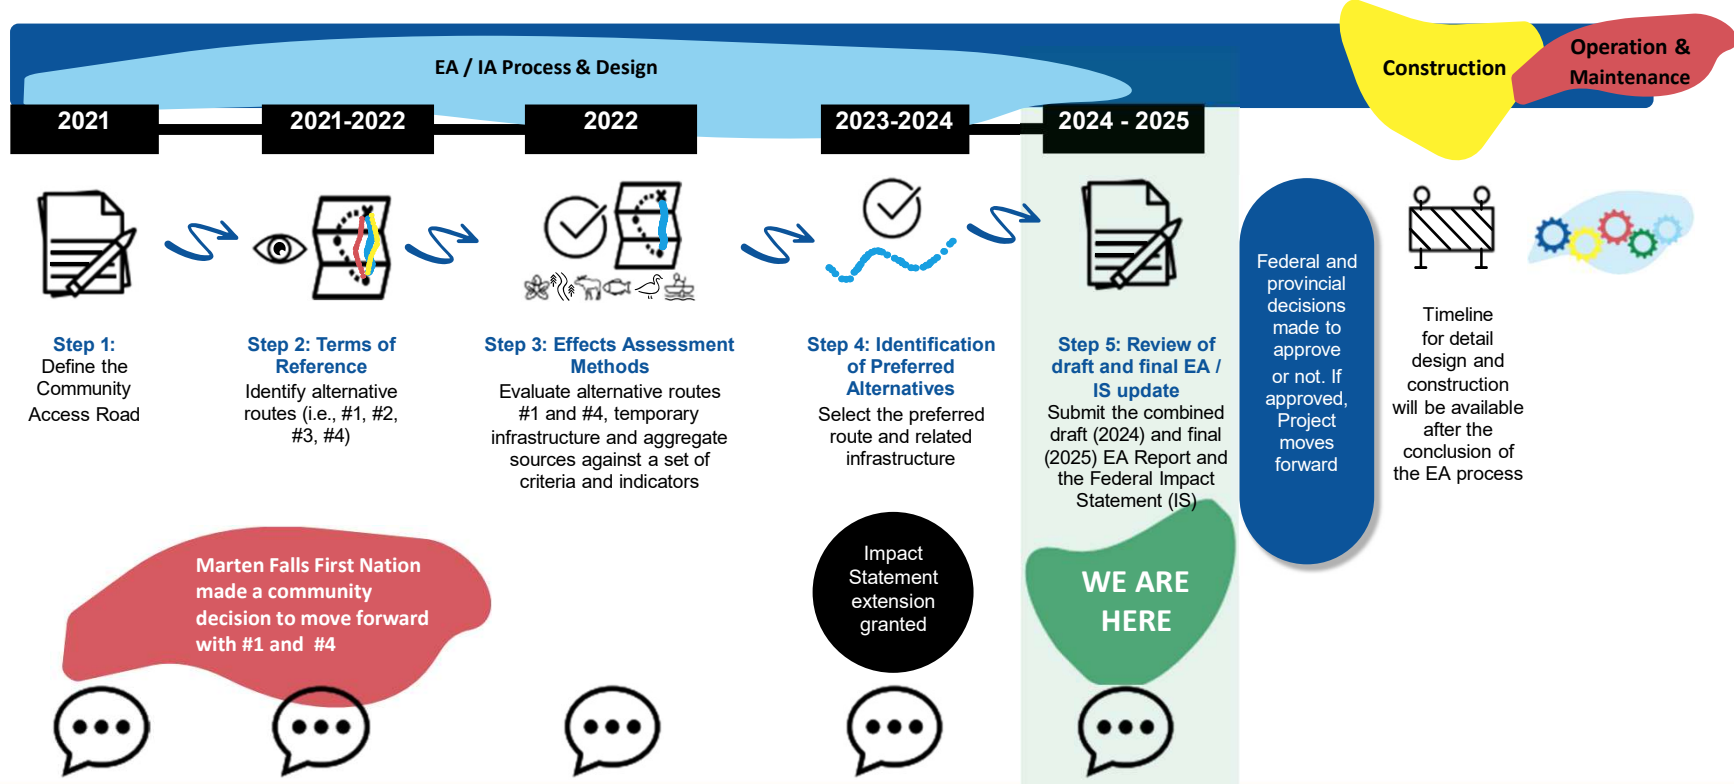 EA / IA Process & Design
Construction
Operation &
Maintenance
2021
2021-2022
2022
2023-2024
2024 - 2025
Step 1:
Define the
Community
Access Road
Step 2: Terms of
Reference
Identify alternative
routes (i.e., #1, #2,
#3, #4)
Step 3: Effects Assessment
Methods
Evaluate alternative routes
#1 and #4, temporary
infrastructure and aggregate
sources against a set of
criteria and indicators
Step 4: Identification
of Preferred
Alternatives
Select the preferred
route and related
infrastructure
Step 5: Review of
draft and final EA /
IS update
Submit the combined
draft (2024) and final
(2025) EA Report and
the Federal Impact
Statement (IS)
Federal and
provincial
decisions
made to
approve
or not. If
approved,
Project
moves
forward
Timeline
for detail
design and
construction
will be available
after the
conclusion of
the EA process
Marten Falls First Nation
made a community
decision to move forward
with #1 and #4
Impact
Statement
extension
granted
WE ARE
HERE